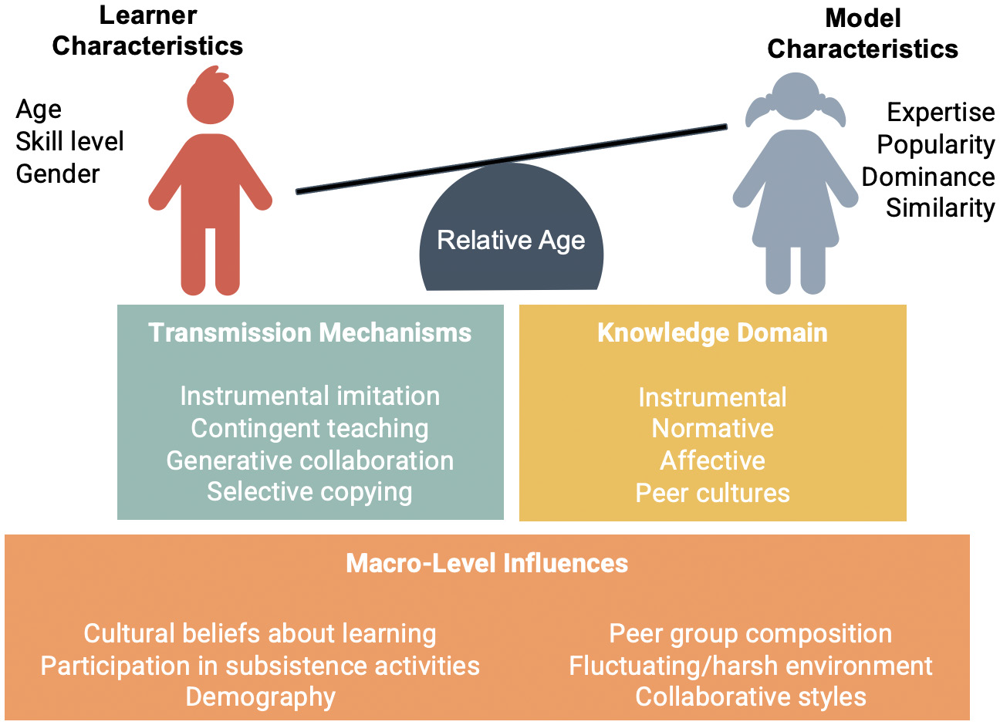 Learner
Characteristics
Age
Skill level
Gender
Model
Characteristics
Expertise
Popularity
Dominance
Similarity
Relative Age
Transmission Mechanisms
Instrumental imitation
Contingent teaching
Generative collaboration
Selective copying
Knowledge Domain
Instrumental
Normative
Affective
Peer cultures
Macro-Level Influences
Cultural beliefs about learning
Participation in subsistence activities
Demography
Peer group composition
Fluctuating/harsh environment
Collaborative styles